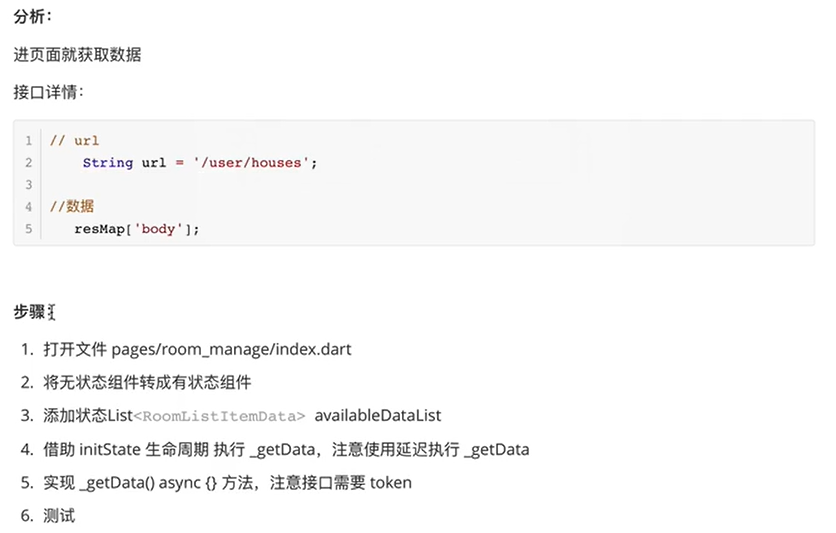 分析：
进页面就获取数据
接口详情：
1 // url
2 String url = '/user/houses';
3
4 //数据
5 resMap['body'];
步骤：
1. 打开文件 pages/room_manage/index.dart
2. 将无状态组件转成有状态组件
3. 添加状态List<RoomListItemData> availableDataList
4. 借助 initState 生命周期 执行 _getData，注意使用延迟执行 _getData
5. 实现 _getData() async {} 方法，注意接口需要 token
6. 测试